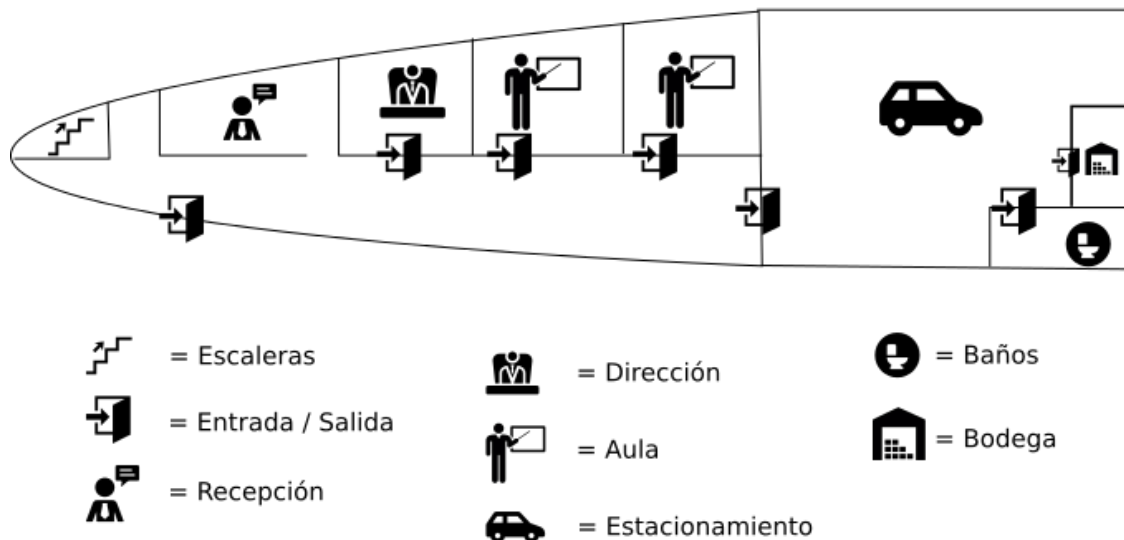 = Escaleras
= Entrada / Salida
= Recepción
= Dirección
= Aula
= Estacionamiento
= Baños
= Bodega